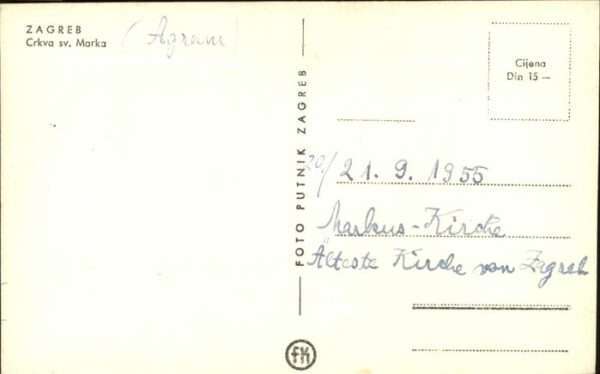 ZAGREB
Crkva sv. Marka
(Agram)
Cijena
Din 15—
FOTO PUTNIK ZAGREB
20/21. 9. 1955
Markus-Kirche
Älteste Kirche von Zagreb
fK